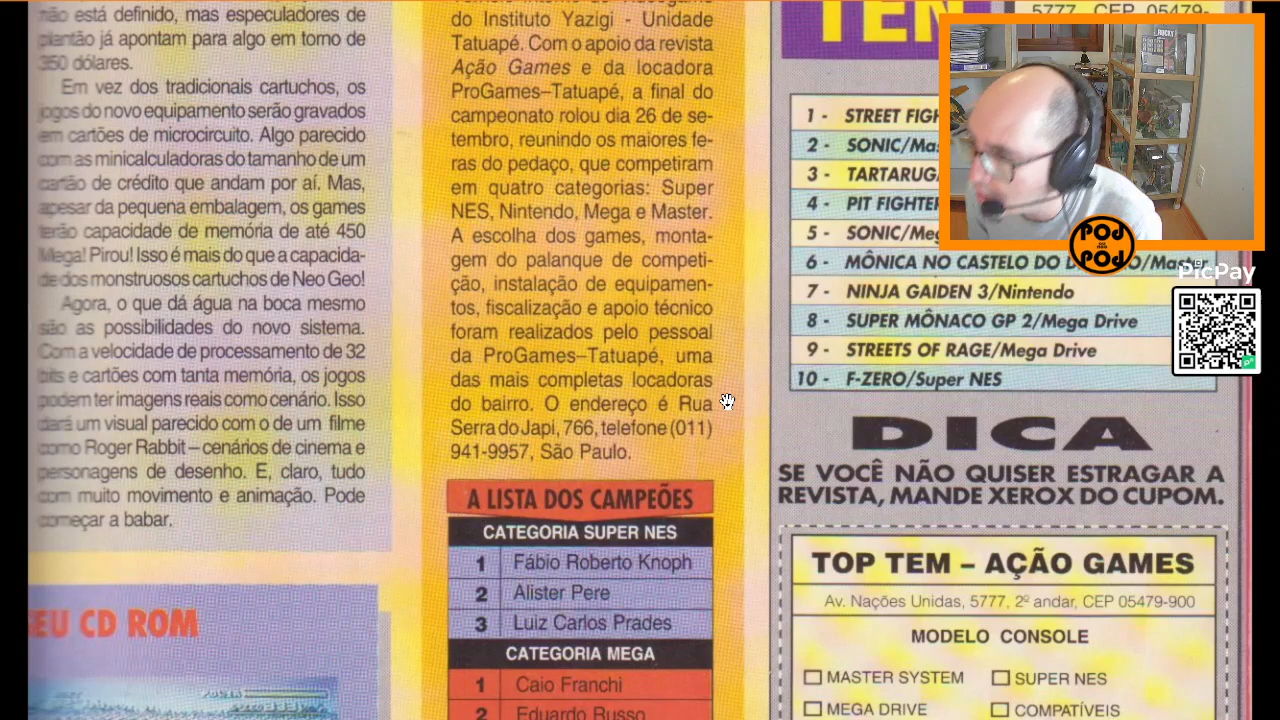 não está definido, mas especuladores de
plantão já apontam para algo em torno de
350 dólares.
Em vez dos tradicionais cartuchos, os
jogos do novo equipamento serão gravados
em cartões de microcircuito. Algo parecido
com as minicalculadoras do tamanho de um
cartão de crédito que andam por aí. Mas,
apesar da pequena embalagem, os games
terão capacidade de memória de até 450
Mega! Pirou! Isso é mais do que a capacida-
de dos monstruosos cartuchos de Neo Geo!
Agora, o que dá água na boca mesmo
são as possibilidades do novo sistema.
Com a velocidade de processamento de 32
bits e cartões com tanta memória, os jogos
podem ter imagens reais como cenário. Isso
dará um visual parecido com o de um filme
como Roger Rabbit – cenários de cinema e
personagens de desenho. E, claro, tudo
com muito movimento e animação. Pode
começar a babar.
SEU CD ROM
do Instituto Yazigi - Unidade
Tatuapé. Com o apoio da revista
Ação Games e da locadora
ProGames–Tatuapé, a final do
campeonato rolou dia 26 de se-
tembro, reunindo os maiores fe-
ras do pedaço, que competiram
em quatro categorias: Super
NES, Nintendo, Mega e Master.
A escolha dos games, monta-
gem do palanque de competi-
ção, instalação de equipamen-
tos, fiscalização e apoio técnico
foram realizados pelo pessoal
da ProGames–Tatuapé, uma
das mais completas locadoras
do bairro. O endereço é Rua
Serra do Japi, 766, telefone (011)
941-9957, São Paulo.
A LISTA DOS CAMPEÕES
CATEGORIA SUPER NES
1 Fábio Roberto Knoph
2 Alister Pere
3 Luiz Carlos Prades
CATEGORIA MEGA
1 Caio Franchi
2 Eduardo Russo
TEN
5777, CEP 05479-
1 - STREET FIGH
2 - SONIC/Mas
3 - TARTARUG
4 - PIT FIGHTER
5 - SONIC/Meg
6 - MÔNICA NO CASTELO DO D O/Master
7 - NINJA GAIDEN 3/Nintendo
8 - SUPER MÔNACO GP 2/Mega Drive
9 - STREETS OF RAGE/Mega Drive
10 - F-ZERO/Super NES
POD
POD
PicPay
DICA
SE VOCÊ NÃO QUISER ESTRAGAR A
REVISTA, MANDE XEROX DO CUPOM.
TOP TEM – AÇÃO GAMES
Av. Nações Unidas, 5777, 2º andar, CEP 05479-900
MODELO CONSOLE
MASTER SYSTEM SUPER NES
MEGA DRIVE COMPATÍVEIS